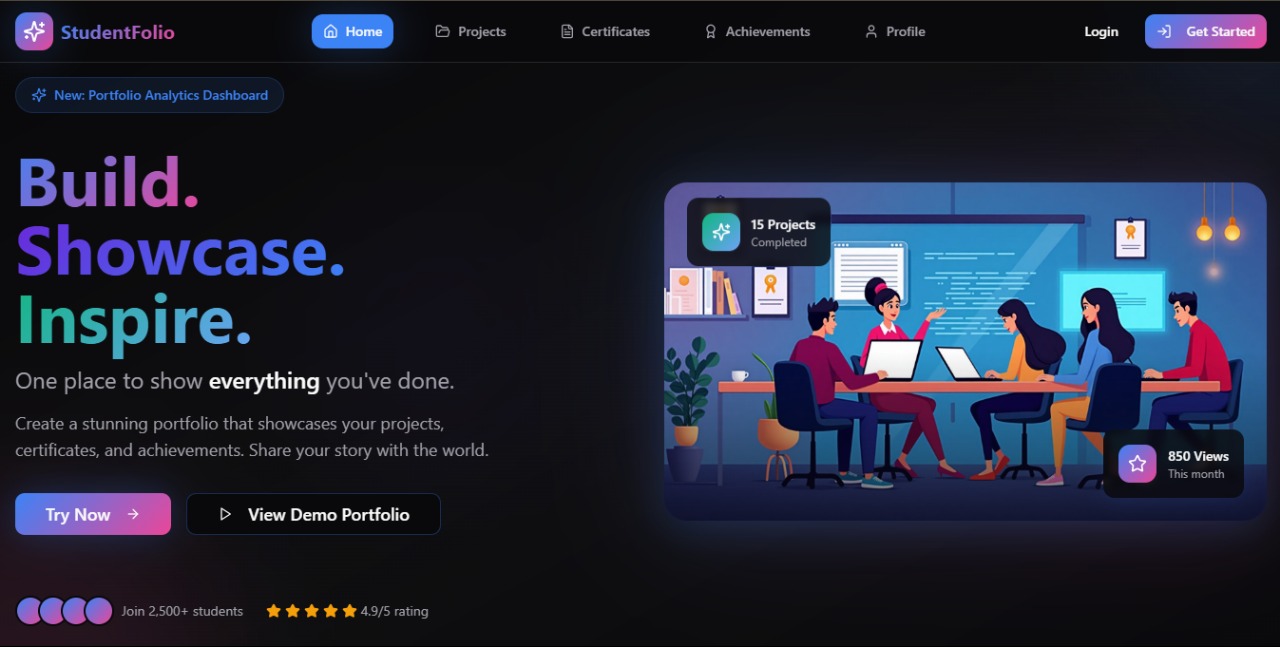 StudentFolio
Home
Projects
Certificates
Achievements
Profile
Login
Get Started
New: Portfolio Analytics Dashboard
Build.
Showcase.
Inspire.
One place to show everything you've done.
Create a stunning portfolio that showcases your projects,
certificates, and achievements. Share your story with the world.
Try Now
View Demo Portfolio
Join 2,500+ students
4.9/5 rating
15 Projects
Completed
850 Views
This month